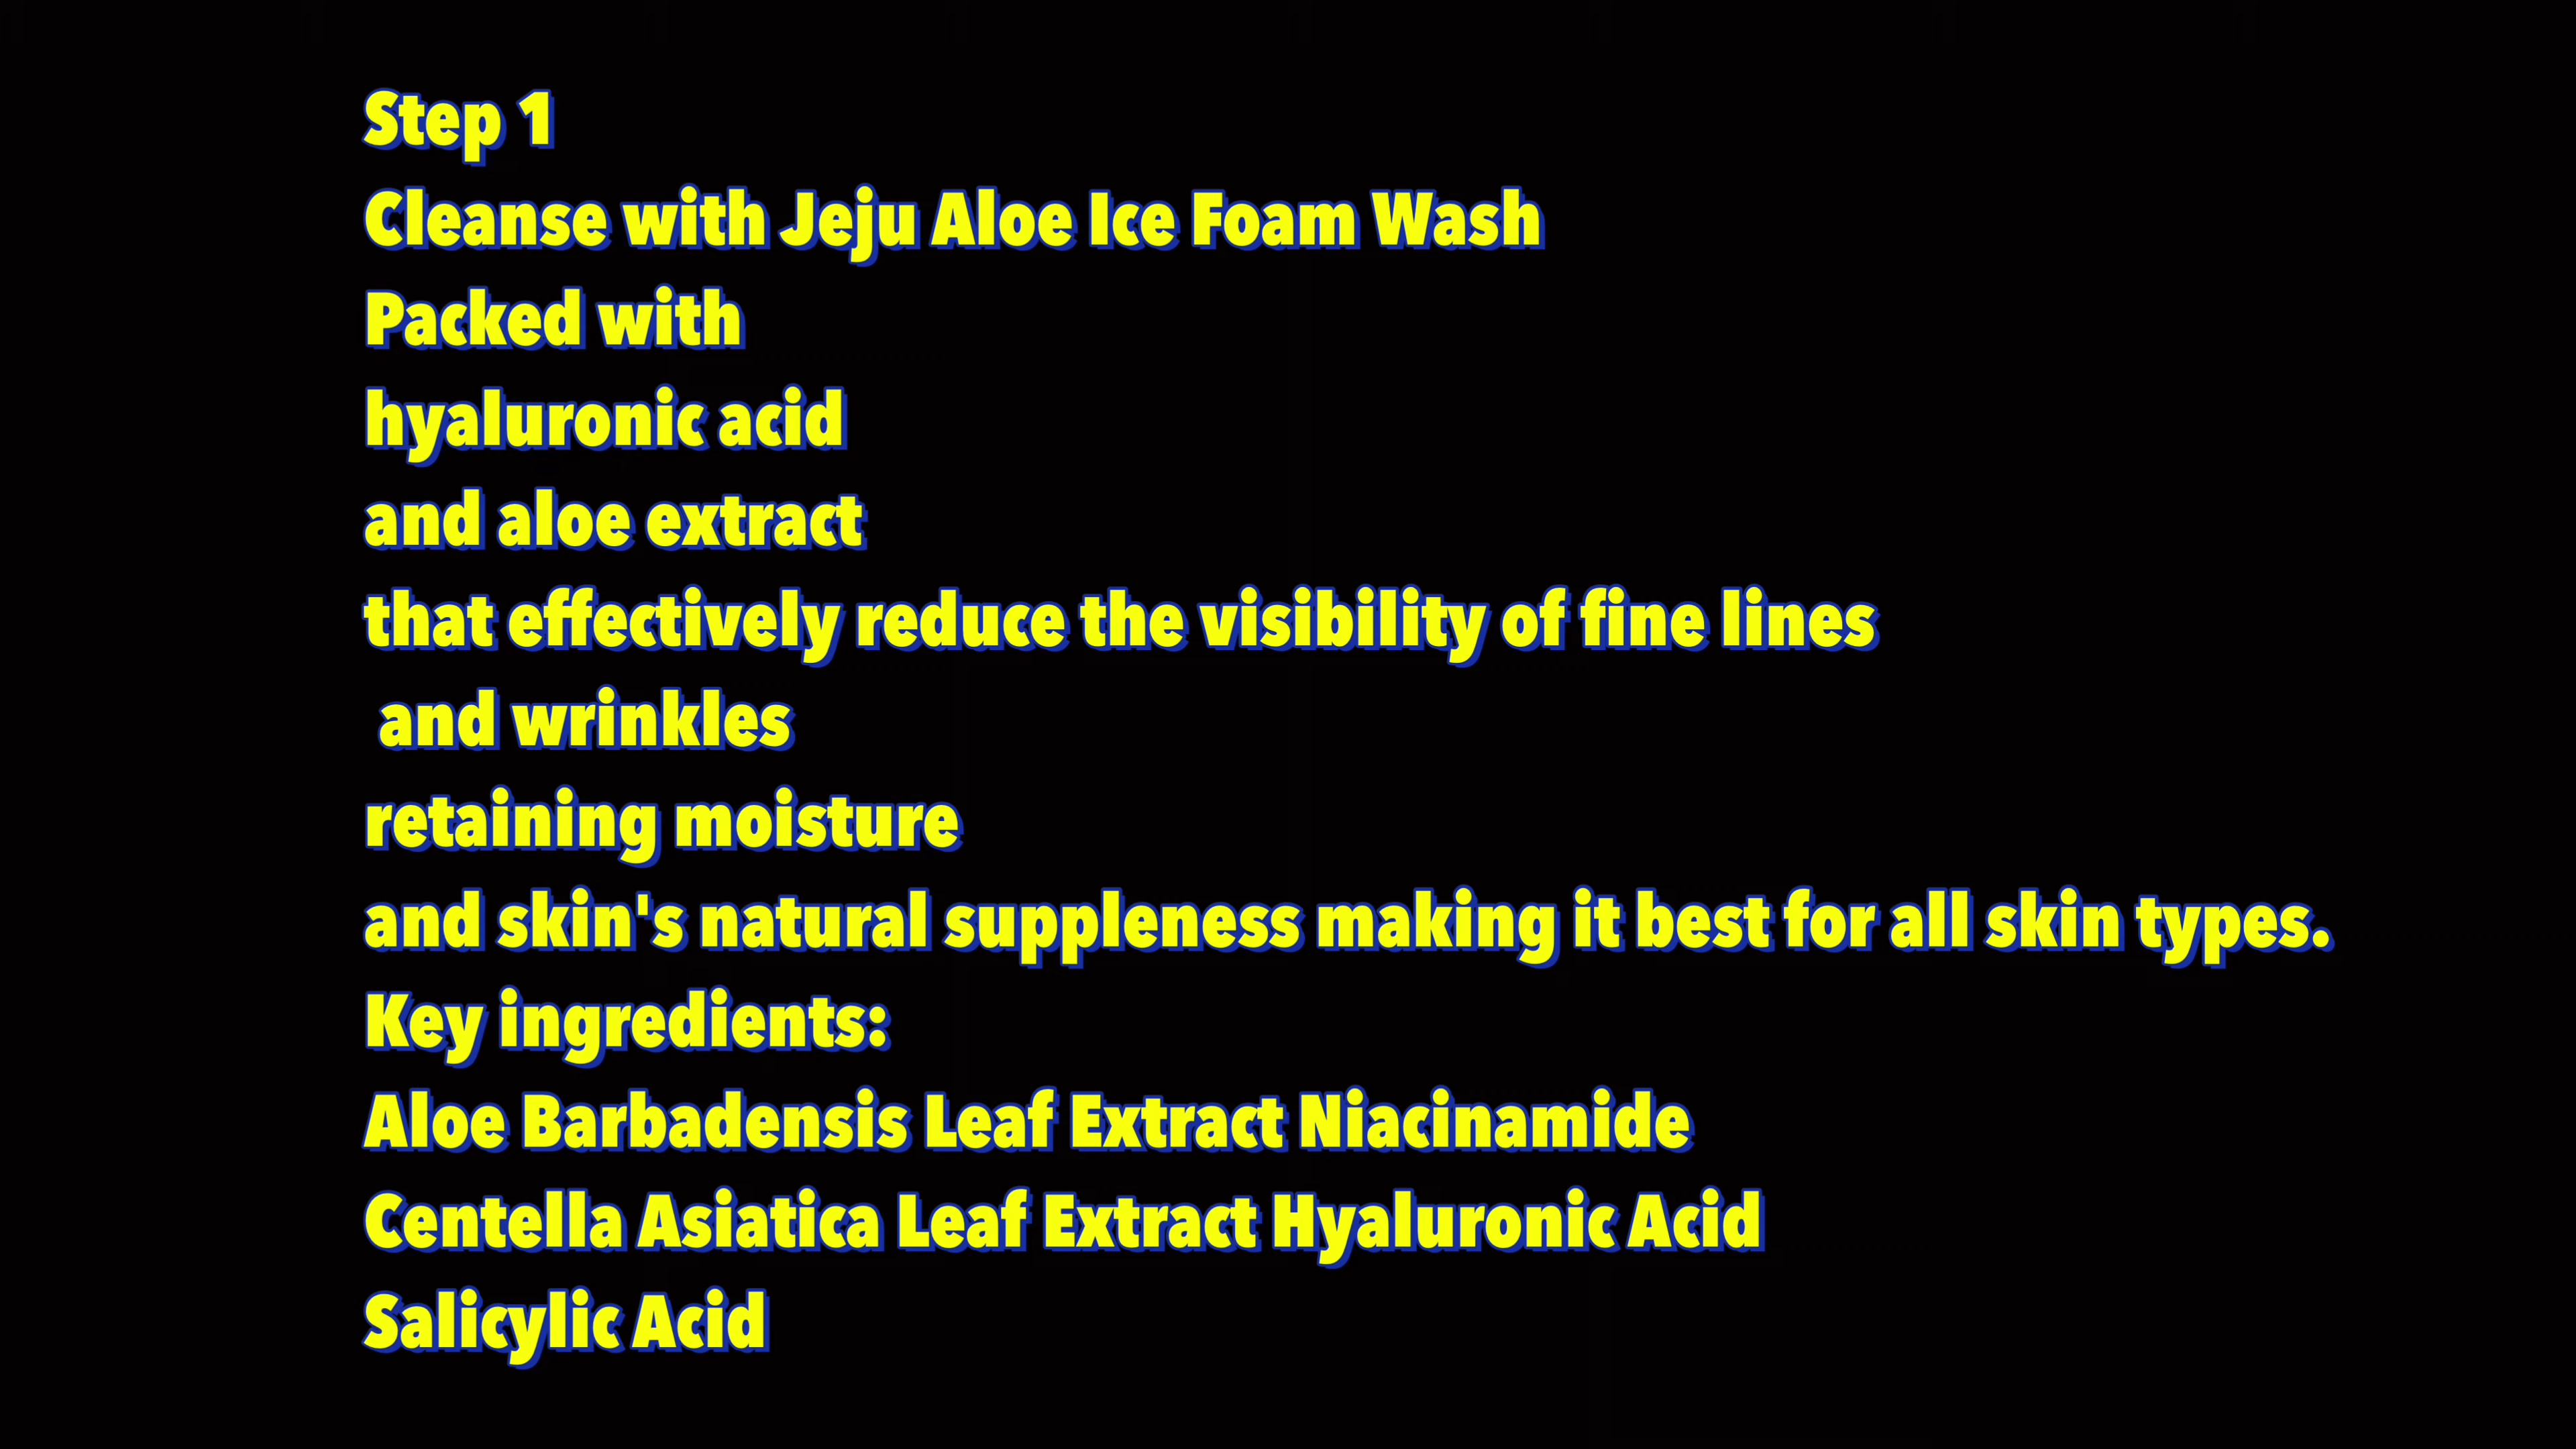 Step 1
Cleanse with Jeju Aloe Ice Foam Wash
Packed with
hyaluronic acid
and aloe extract
that effectively reduce the visibility of fine lines
and wrinkles
retaining moisture
and skin's natural suppleness making it best for all skin types.
Key ingredients:
Aloe Barbadensis Leaf Extract Niacinamide
Centella Asiatica Leaf Extract Hyaluronic Acid
Salicylic Acid